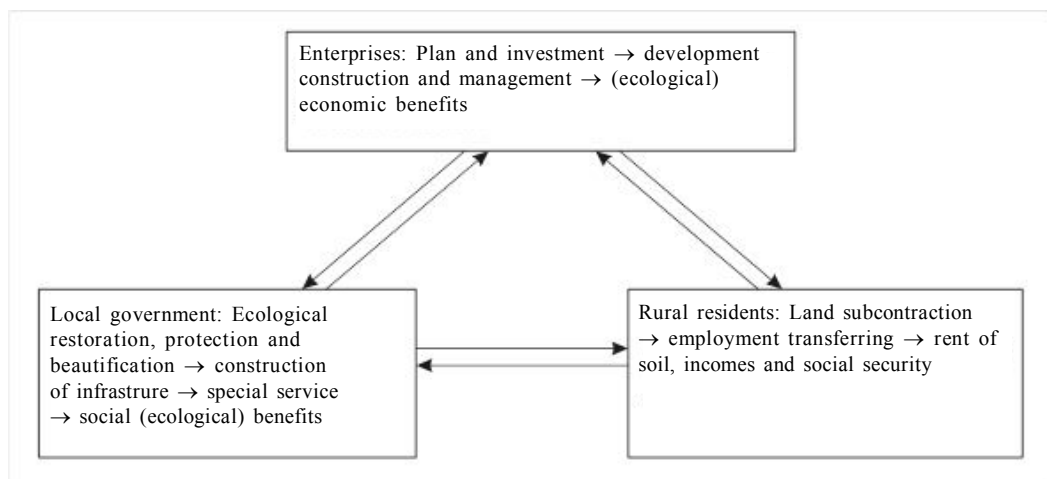 Enterprises: Plan and investment → development
construction and management → (ecological)
economic benefits
Local government: Ecological
restoration, protection and
beautification → construction
of infrastrure → special service
→ social (ecological) benefits
Rural residents: Land subcontraction
→ employment transferring → rent of
soil, incomes and social security